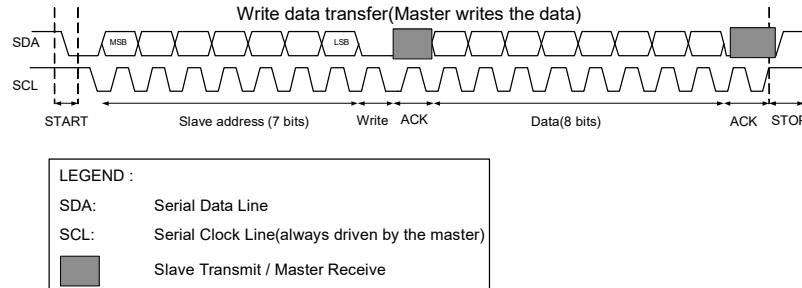 Write data transfer(Master writes the data)
SDA
MSB
LSB
SCL
START
Slave address (7 bits)
Write
ACK
Data(8 bits)
ACK
STOP
LEGEND :
SDA: Serial Data Line
SCL: Serial Clock Line(always driven by the master)
Slave Transmit / Master Receive